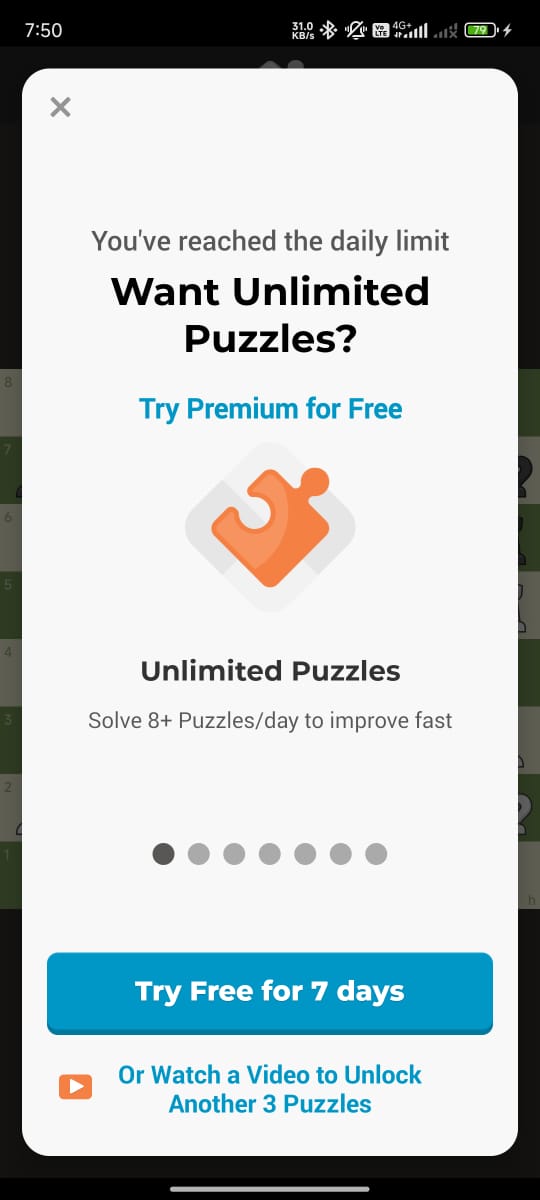 7:50
31.0
KB/s
Vo
LTE
4G+
79
You've reached the daily limit
Want Unlimited
Puzzles?
Try Premium for Free
8
7
6
5
4
3
2
1
h
Unlimited Puzzles
Solve 8+ Puzzles/day to improve fast
Try Free for 7 days
Or Watch a Video to Unlock
Another 3 Puzzles